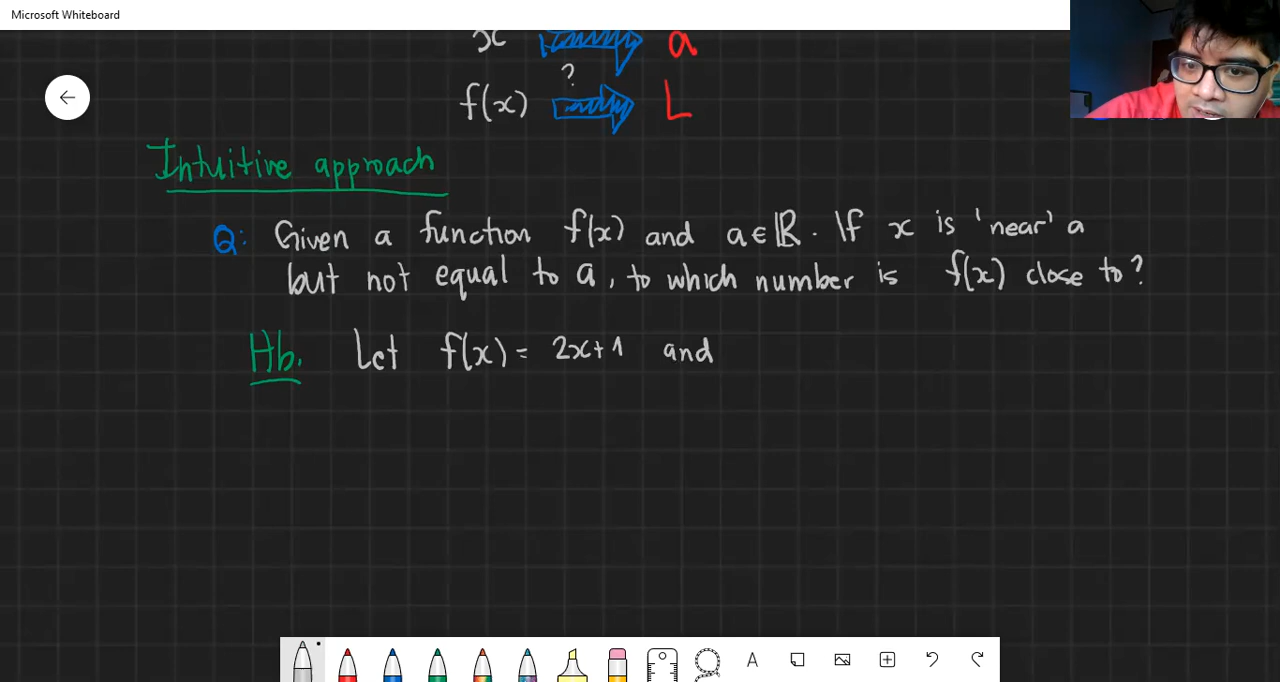 Microsoft Whiteboard
x a
?
f(x) L
Intuitive approach
Q: Given a function f(x) and a∈ℝ. If x is 'near' a
but not equal to a, to which number is f(x) close to?
Hb. Let f(x) = 2x+1 and
A